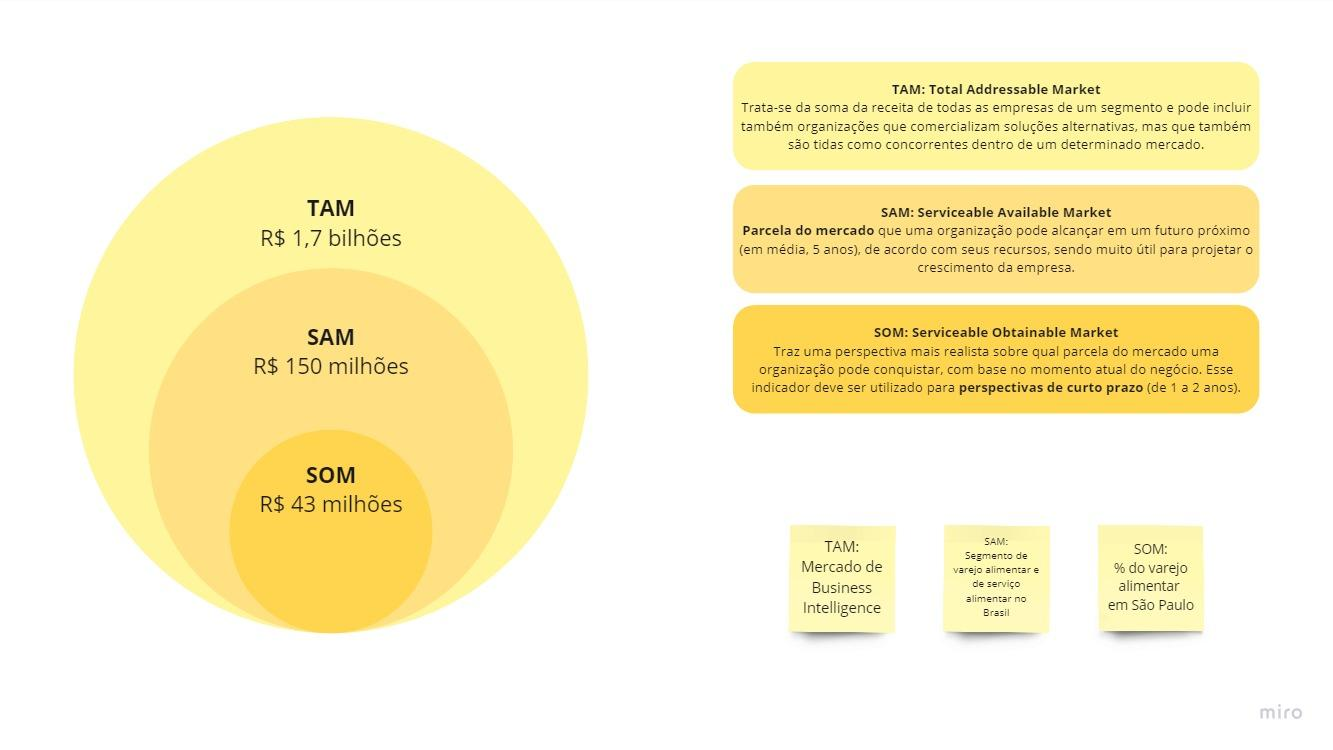 TAM
R$ 1,7 bilhões
SAM
R$ 150 milhões
SOM
R$ 43 milhões
TAM: Total Addressable Market
Trata-se da soma da receita de todas as empresas de um segmento e pode incluir
também organizações que comercializam soluções alternativas, mas que também
são tidas como concorrentes dentro de um determinado mercado.
SAM: Serviceable Available Market
Parcela do mercado que uma organização pode alcançar em um futuro próximo
(em média, 5 anos), de acordo com seus recursos, sendo muito útil para projetar o
crescimento da empresa.
SOM: Serviceable Obtainable Market
Traz uma perspectiva mais realista sobre qual parcela do mercado uma
organização pode conquistar, com base no momento atual do negócio. Esse
indicador deve ser utilizado para perspectivas de curto prazo (de 1 a 2 anos).
TAM:
Mercado de
Business
Intelligence
SAM:
Segmento de
varejo alimentar e
de serviço
alimentar no
Brasil
SOM:
% do varejo
alimentar
em São Paulo
miro